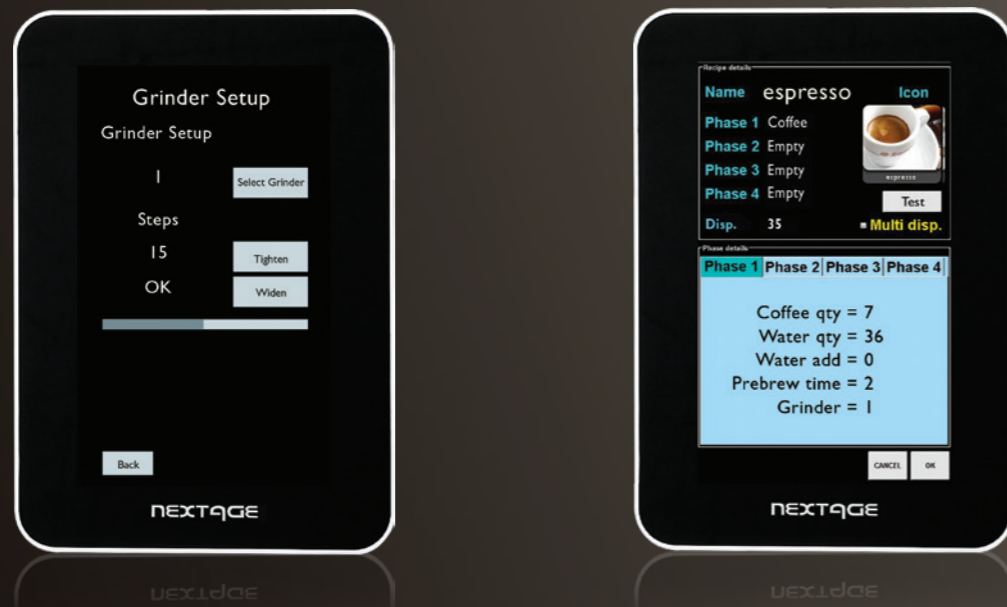 Grinder Setup
Grinder Setup
1
Select Grinder
Steps
15
Tighten
OK
Widen
Back
NEXTAGE
Recipe details
Name espresso Icon
Phase 1 Coffee
Phase 2 Empty
Phase 3 Empty
Phase 4 Empty
espresso
Test
Disp. 35 Multi disp.
Phase details
Phase 1 Phase 2 Phase 3 Phase 4
Coffee qty = 7
Water qty = 36
Water add = 0
Prebrew time = 2
Grinder = 1
CANCEL OK
NEXTAGE